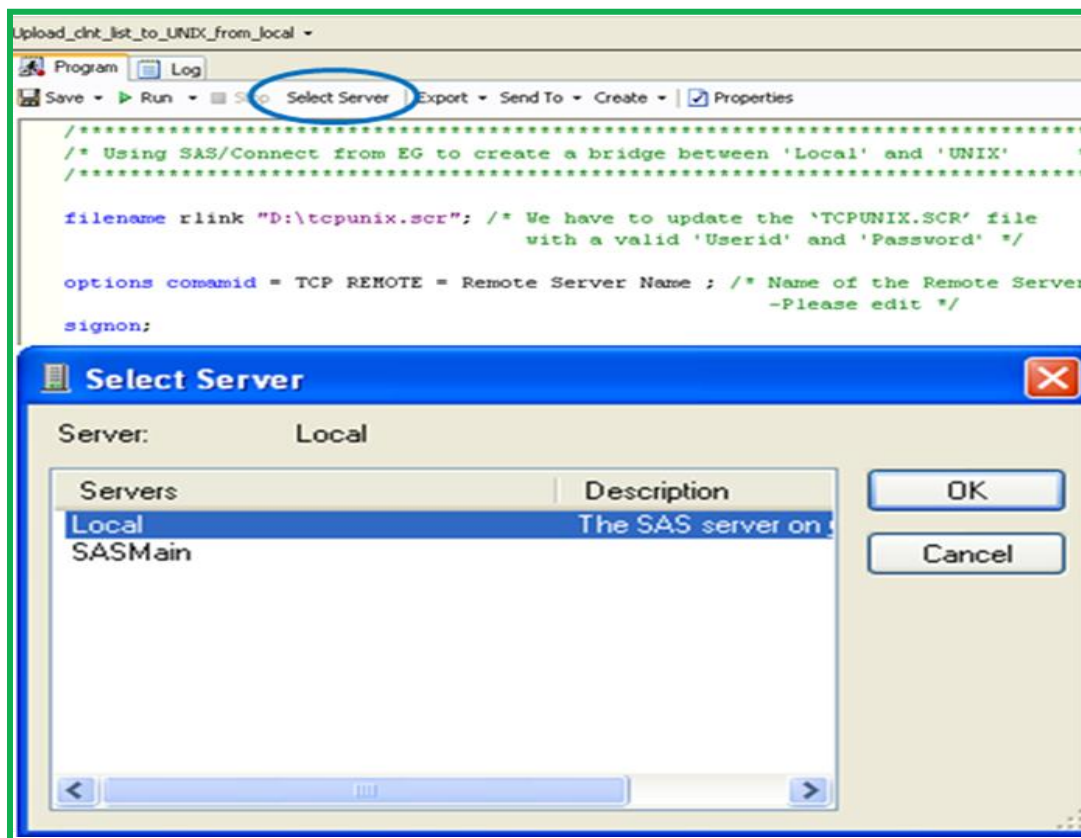 Upload_clnt_list_to_UNIX_from_local
Program Log
Save Run Stop Select Server Export Send To Create Properties
/*****************************************************************************
/* Using SAS/Connect from EG to create a bridge between 'Local' and 'UNIX'
/*****************************************************************************
filename rlink "D:\tcpunix.scr"; /* We have to update the ‘TCPUNIX.SCR’ file
with a valid 'Userid' and 'Password' */
options comamid = TCP REMOTE = Remote Server Name ; /* Name of the Remote Server
-Please edit */
signon;
Select Server
Server: Local
Servers Description
Local The SAS server on
SASMain
OK
Cancel